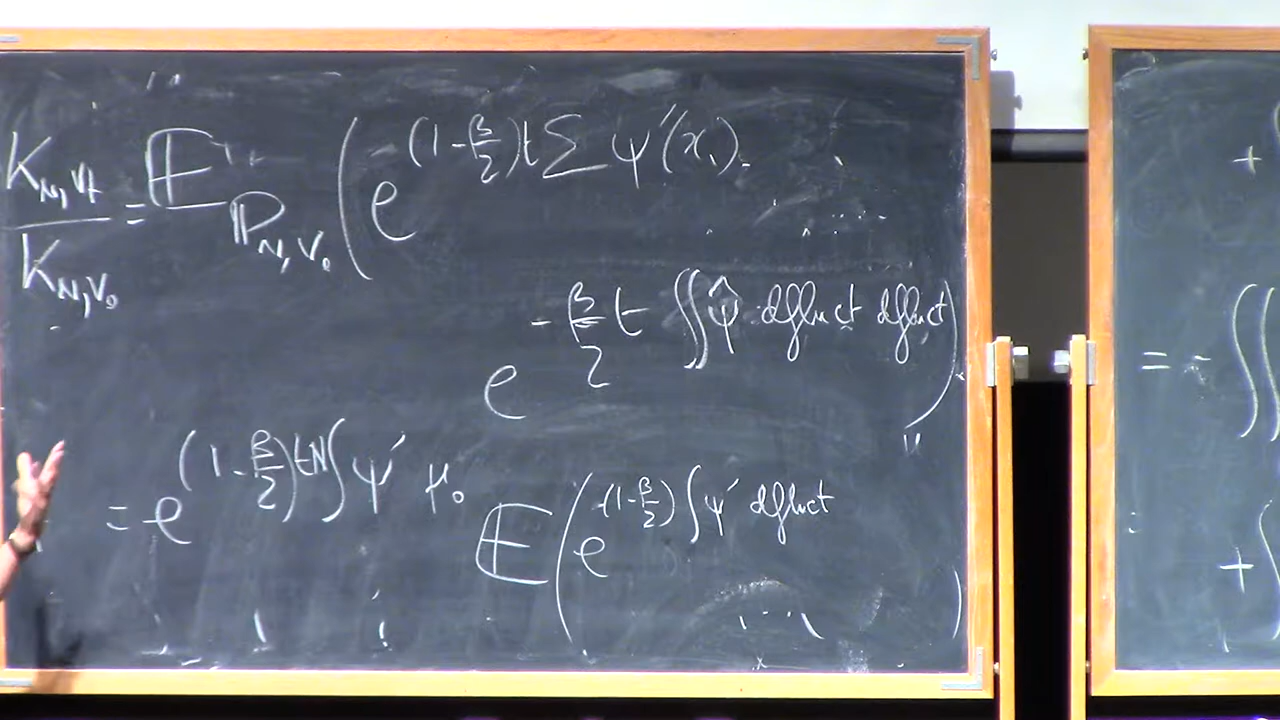 K_{N,V_t} / K_{N,V_0} = 𝔼_{ℙ_{N,V_0}} ( e^{(1-β/2)t Σ ψ'(x_i)}
e^{-β/2 t ∬ ψ̂ dfluct dfluct} )
= e^{(1-β/2)tN ∫ψ' μ_0} 𝔼 ( e^{(1-β/2)∫ψ' dfluct} )
+
= - ∬
+ ∫